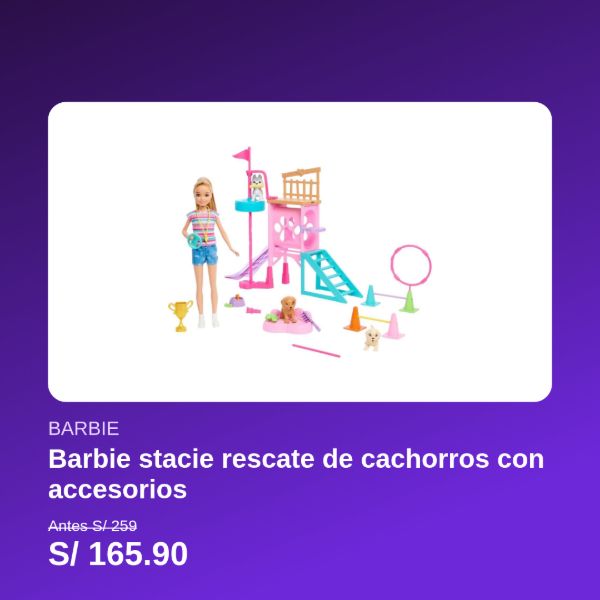 BARBIE
Barbie stacie rescate de cachorros con
accesorios
Antes S/ 259
S/ 165.90